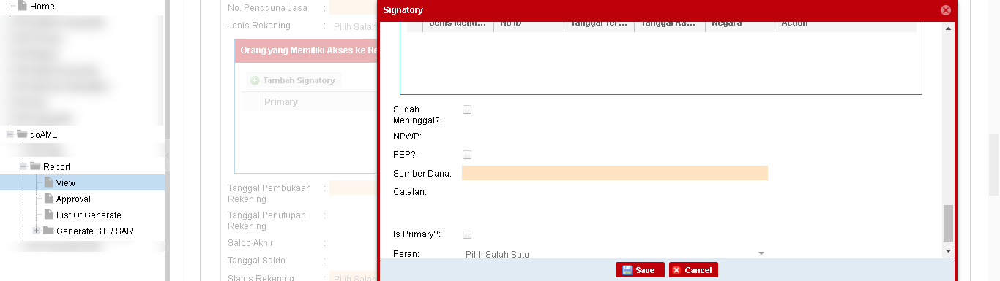 Home
goAML
Report
View
Approval
List Of Generate
Generate STR SAR
No. Pengguna Jasa :
Jenis Rekening : Pilih Salah
Orang yang Memiliki Akses ke Re
Tambah Signatory
Primary
Tanggal Pembukaan :
Rekening
Tanggal Penutupan :
Rekening
Saldo Akhir :
Tanggal Saldo :
Status Rekening : Pilih Salah
Signatory
Jenis Identi... No ID Tanggal Ter... Tanggal Ra... Negara Action
Sudah
Meninggal?:
NPWP:
PEP?:
Sumber Dana:
Catatan:
Is Primary?:
Peran: Pilih Salah Satu
Save Cancel